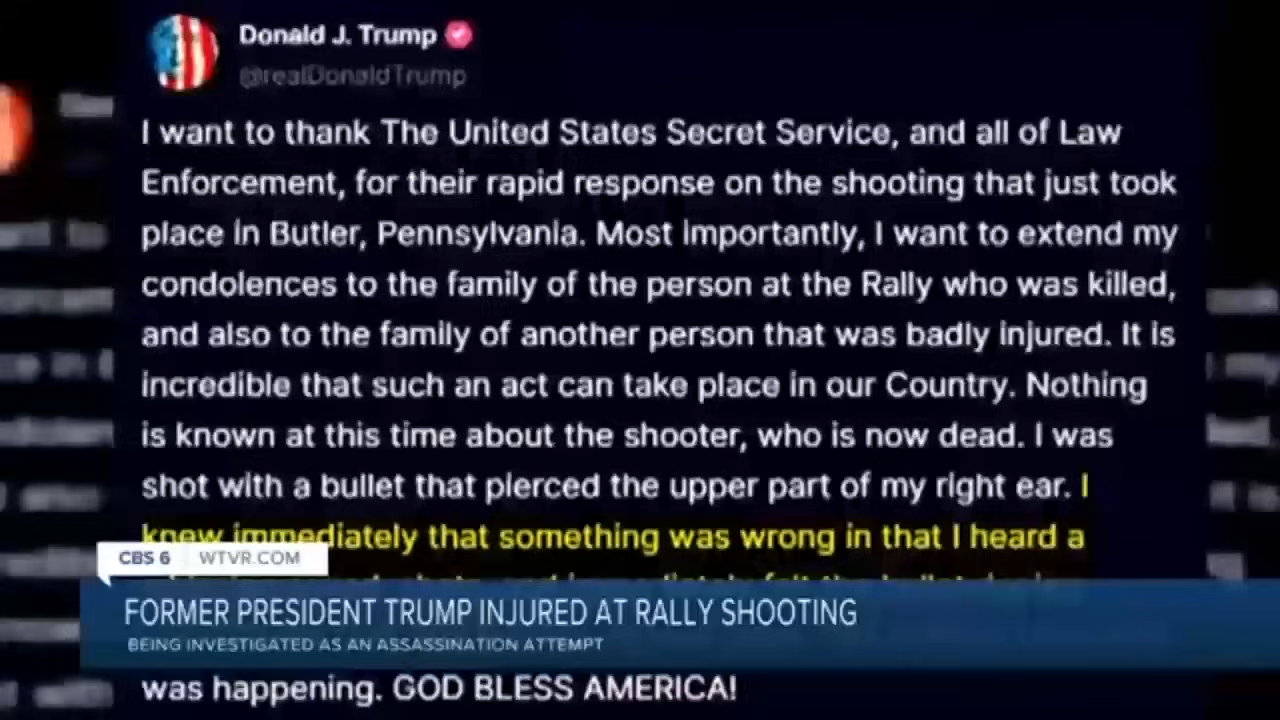 Donald J. Trump
@realDonaldTrump
I want to thank The United States Secret Service, and all of Law
Enforcement, for their rapid response on the shooting that just took
place in Butler, Pennsylvania. Most importantly, I want to extend my
condolences to the family of the person at the Rally who was killed,
and also to the family of another person that was badly injured. It is
incredible that such an act can take place in our Country. Nothing
is known at this time about the shooter, who is now dead. I was
shot with a bullet that pierced the upper part of my right ear. I
knew immediately that something was wrong in that I heard a
CBS 6 WTVR.COM
FORMER PRESIDENT TRUMP INJURED AT RALLY SHOOTING
BEING INVESTIGATED AS AN ASSASSINATION ATTEMPT
was happening. GOD BLESS AMERICA!